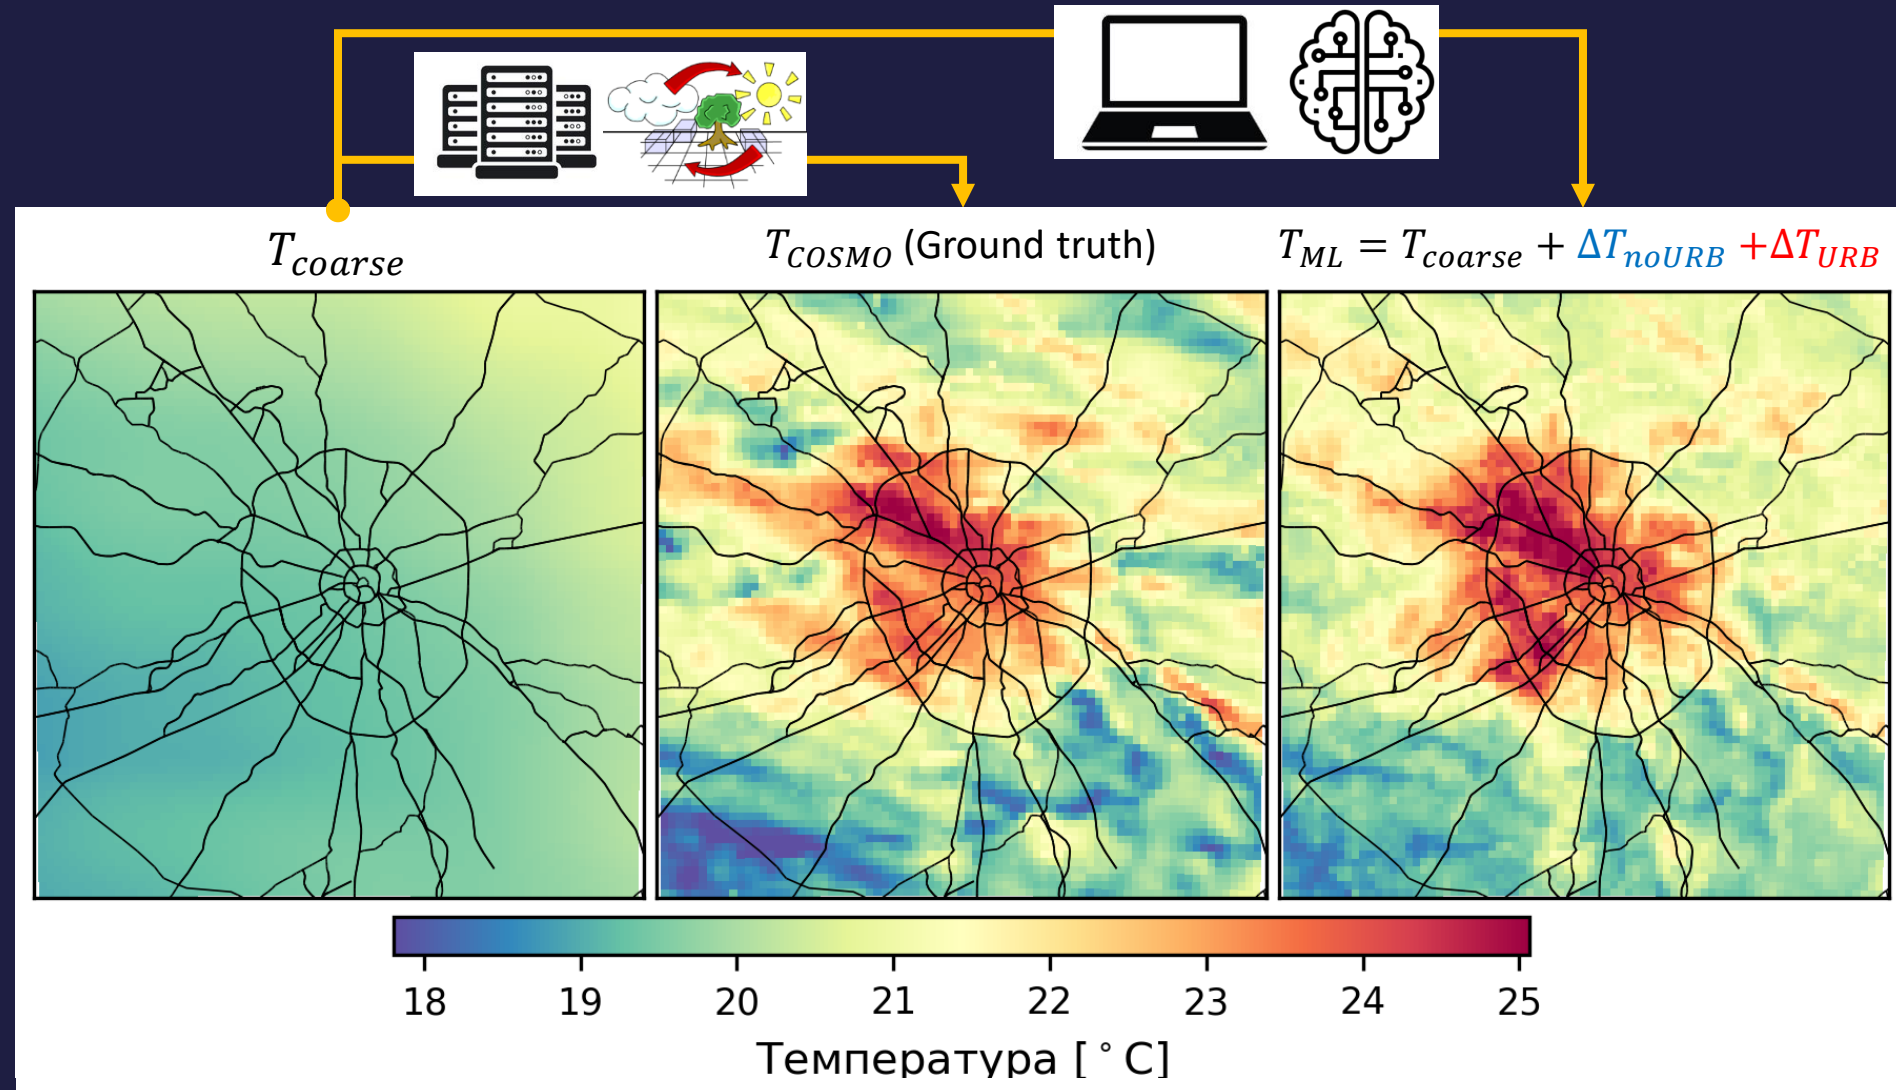 T_coarse
T_COSMO (Ground truth)
T_ML = T_coarse + ΔT_noURB +ΔT_URB
18 19 20 21 22 23 24 25
Температура [°C]